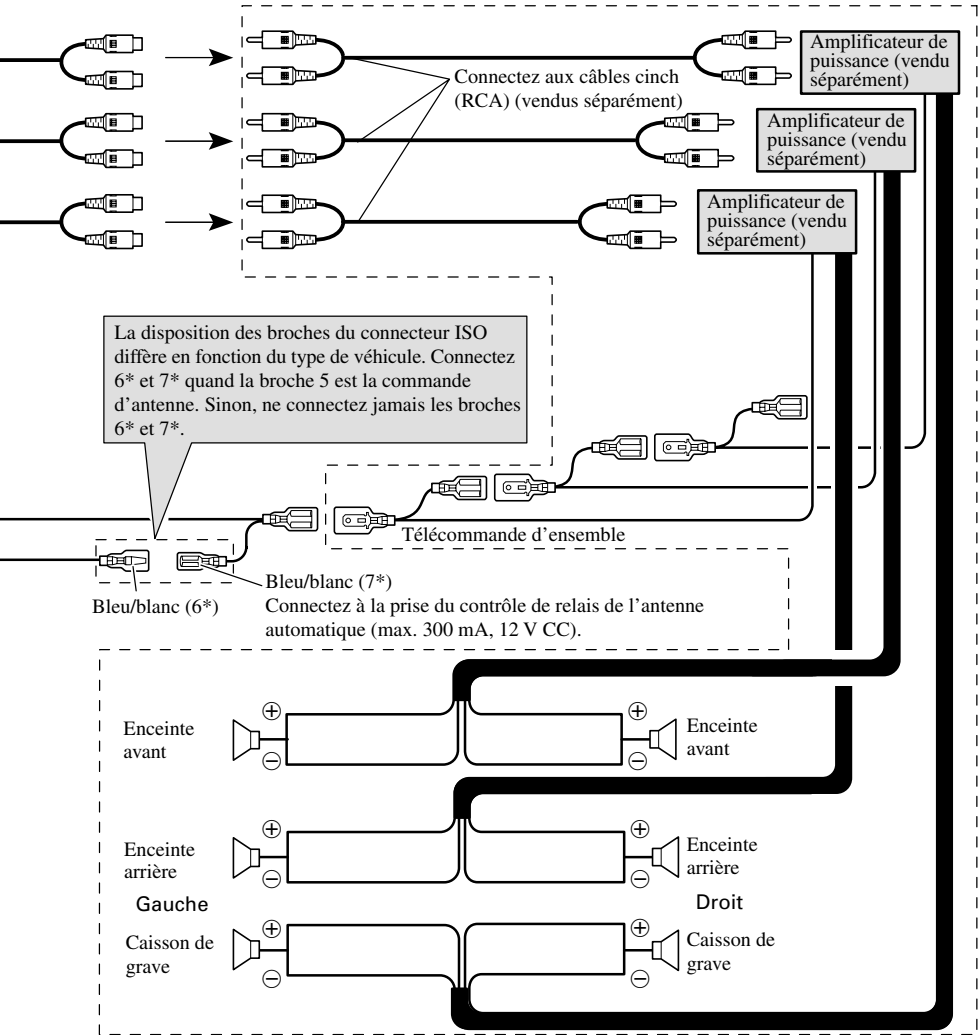 Amplificateur de
puissance (vendu
séparément)
Connectez aux câbles cinch
(RCA) (vendus séparément)
Amplificateur de
puissance (vendu
séparément)
Amplificateur de
puissance (vendu
séparément)
La disposition des broches du connecteur ISO
diffère en fonction du type de véhicule. Connectez
6* et 7* quand la broche 5 est la commande
d’antenne. Sinon, ne connectez jamais les broches
6* et 7*.
Télécommande d’ensemble
Bleu/blanc (6*)
Bleu/blanc (7*)
Connectez à la prise du contrôle de relais de l’antenne
automatique (max. 300 mA, 12 V CC).
Enceinte
avant
+
−
+
−
Enceinte
avant
Enceinte
arrière
+
−
+
−
Enceinte
arrière
Gauche
Droit
Caisson de
grave
+
−
+
−
Caisson de
grave